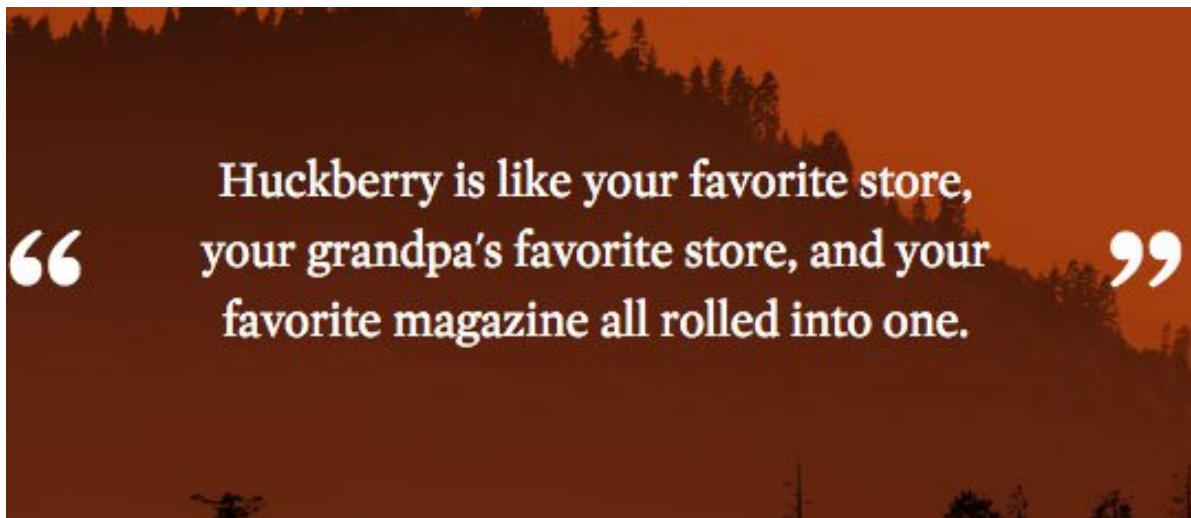 Huckberry is like your favorite store,
“ your grandpa's favorite store, and your ”
favorite magazine all rolled into one.